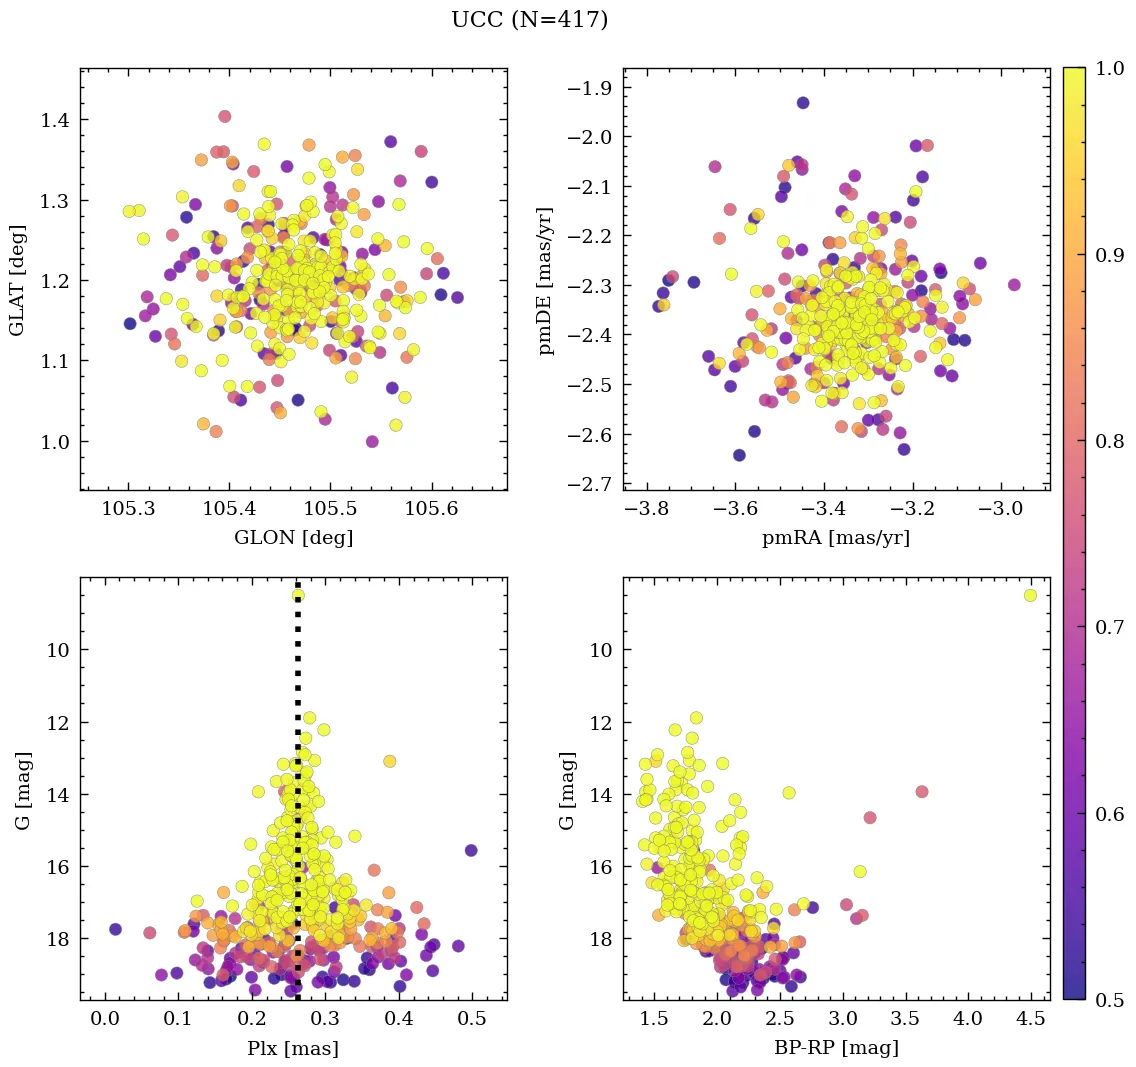 UCC (N=417)
1.4
1.3
1.2
1.1
1.0
GLAT [deg]
105.3 105.4 105.5 105.6
GLON [deg]
−1.9
−2.0
−2.1
−2.2
−2.3
−2.4
−2.5
−2.6
−2.7
pmDE [mas/yr]
−3.8 −3.6 −3.4 −3.2 −3.0
pmRA [mas/yr]
10
12
14
16
18
G [mag]
0.0 0.1 0.2 0.3 0.4 0.5
Plx [mas]
10
12
14
16
18
G [mag]
1.5 2.0 2.5 3.0 3.5 4.0 4.5
BP-RP [mag]
1.0
0.9
0.8
0.7
0.6
0.5